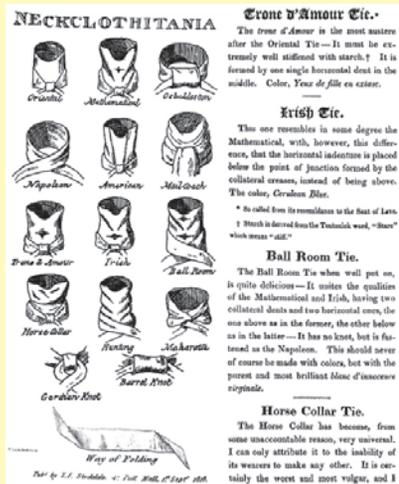 NECKCLOTHITANIA
Oriental
Mathematical
Osbaldeston
Napoleon
American
Mail Coach
Trone d'Amour
Irish
Ball Room
Horse Collar
Hunting
Maharatta
Gordian Knot
Barrel Knot
Way of Folding
Trone d'Amour Tie.*
The trone d'Amour is the most austere
after the Oriental Tie—It must be ex-
tremely well stiffened with starch.† It is
formed by one single horizontal dent in the
middle. Color, Yeux de fille en extase.
Irish Tie.
This one resembles in some degree the
Mathematical, with, however, this differ-
ence, that the horizontal indenture is placed
below the point of junction formed by the
collateral creases, instead of being above.
The color, Cerulean Blue.
* So called from its resemblance to the Seat of Love.
† Starch is derived from the Teutonick word, "Starc"
which means "stiff."
Ball Room Tie.
The Ball Room Tie when well put on,
is quite delicious—It unites the qualities
of the Mathematical and Irish, having two
collateral dents and two horizontal ones, the
one above as in the former, the other below
as in the latter—It has no knot, but is fas-
tened as the Napoleon. This should never
of course be made with colors, but with the
purest and most brilliant blanc d'innocence
virginale.
Horse Collar Tie.
The Horse Collar has become, from
some unaccountable reason, very universal.
I can only attribute it to the inability of
its wearers to make any other. It is cer-
tainly the worst and most vulgar, and I